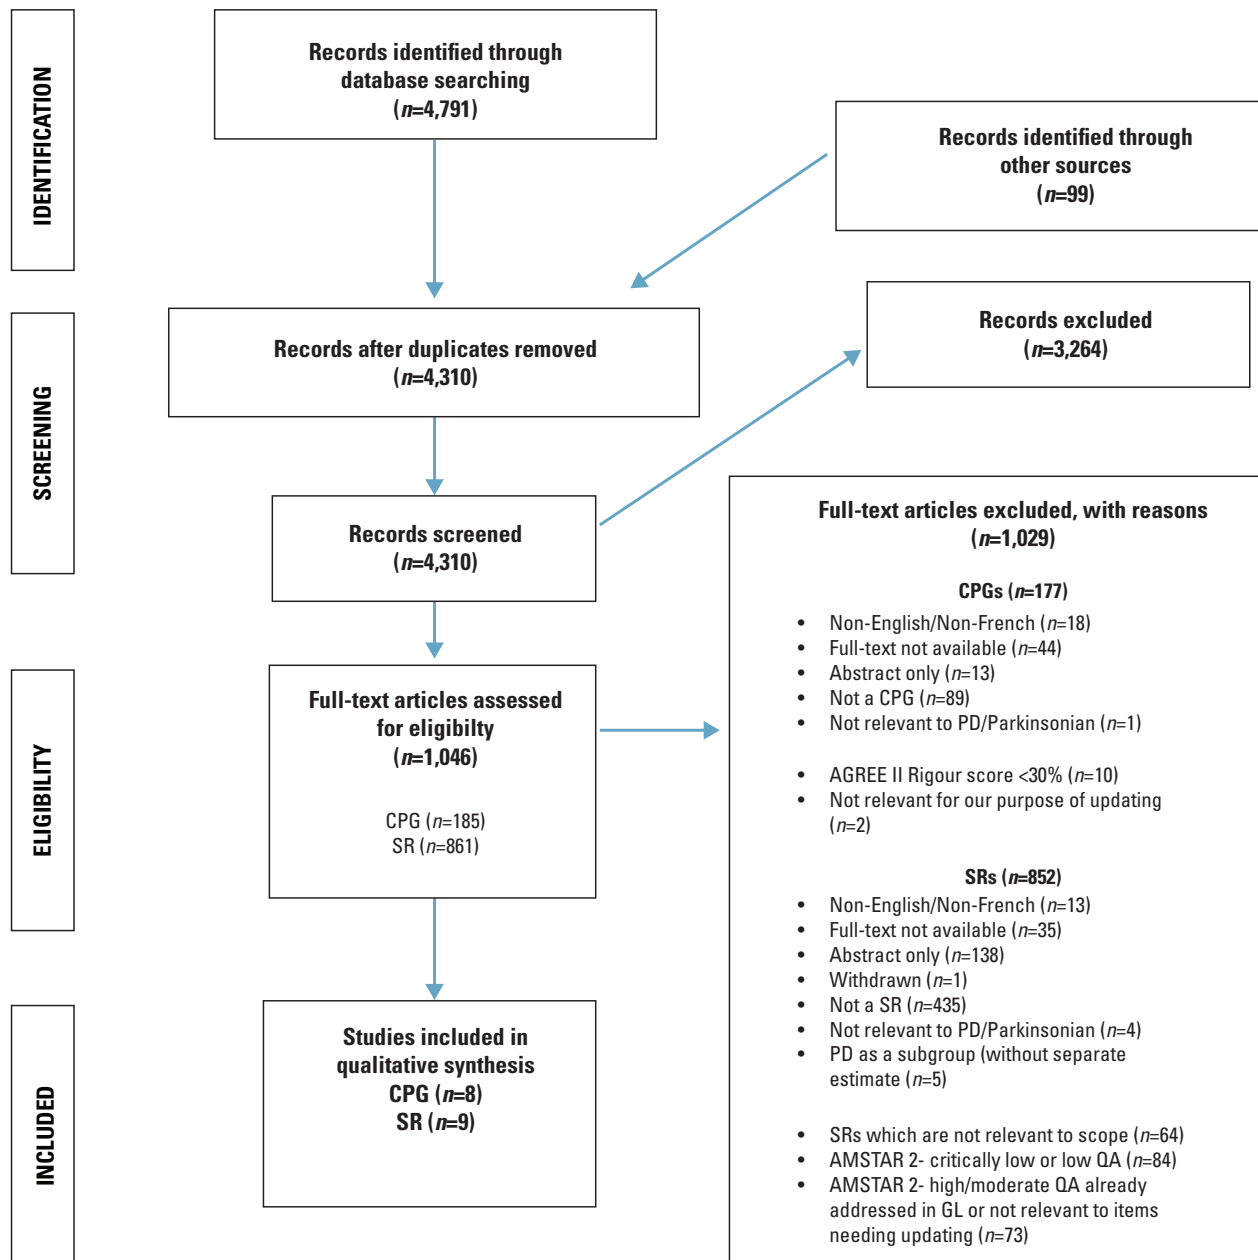 IDENTIFICATION
Records identified through
database searching
(n=4,791)
Records identified through
other sources
(n=99)
SCREENING
Records after duplicates removed
(n=4,310)
Records excluded
(n=3,264)
Records screened
(n=4,310)
ELIGIBILITY
Full-text articles assessed
for eligibilty
(n=1,046)
CPG (n=185)
SR (n=861)
Full-text articles excluded, with reasons
(n=1,029)
CPGs (n=177)
• Non-English/Non-French (n=18)
• Full-text not available (n=44)
• Abstract only (n=13)
• Not a CPG (n=89)
• Not relevant to PD/Parkinsonian (n=1)
• AGREE II Rigour score <30% (n=10)
• Not relevant for our purpose of updating
(n=2)
SRs (n=852)
• Non-English/Non-French (n=13)
• Full-text not available (n=35)
• Abstract only (n=138)
• Withdrawn (n=1)
• Not a SR (n=435)
• Not relevant to PD/Parkinsonian (n=4)
• PD as a subgroup (without separate
estimate (n=5)
• SRs which are not relevant to scope (n=64)
• AMSTAR 2- critically low or low QA (n=84)
• AMSTAR 2- high/moderate QA already
addressed in GL or not relevant to items
needing updating (n=73)
INCLUDED
Studies included in
qualitative synthesis
CPG (n=8)
SR (n=9)